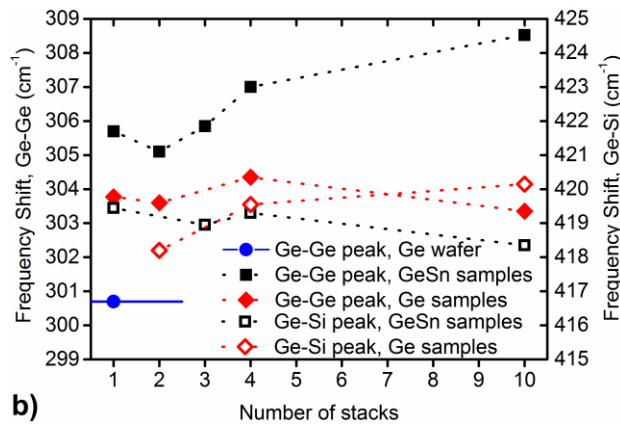 309
308
307
306
305
304
303
302
301
300
299
Frequency Shift, Ge-Ge (cm⁻¹)
425
424
423
422
421
420
419
418
417
416
415
Frequency Shift, Ge-Si (cm⁻¹)
Ge-Ge peak, Ge wafer
Ge-Ge peak, GeSn samples
Ge-Ge peak, Ge samples
Ge-Si peak, GeSn samples
Ge-Si peak, Ge samples
1 2 3 4 5 6 7 8 9 10
Number of stacks
b)